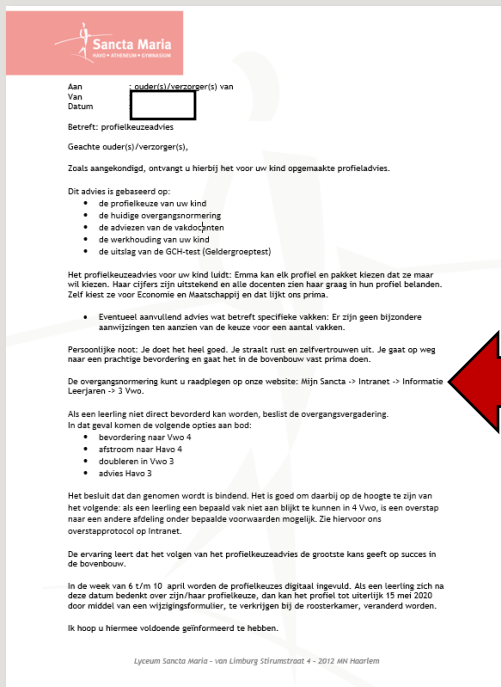 Sancta Maria
HAVO • ATHENEUM • GYMNASIUM
Aan : ouder(s)/verzorger(s) van
Van
Datum
Betreft: profielkeuzeadvies
Geachte ouder(s)/verzorger(s),
Zoals aangekondigd, ontvangt u hierbij het voor uw kind opgemaakte profieladvies.
Dit advies is gebaseerd op:
• de profielkeuze van uw kind
• de huidige overgangsnormering
• de adviezen van de vakdocenten
• de werkhouding van uw kind
• de uitslag van de GCH-test (Geldergroeptest)
Het profielkeuzeadvies voor uw kind luidt: Emma kan elk profiel en pakket kiezen dat ze maar
wil kiezen. Haar cijfers zijn uitstekend en alle docenten zien haar graag in hun profiel belanden.
Zelf kiest ze voor Economie en Maatschappij en dat lijkt ons prima.
• Eventueel aanvullend advies wat betreft specifieke vakken: Er zijn geen bijzondere
aanwijzingen ten aanzien van de keuze voor een aantal vakken.
Persoonlijke noot: Je doet het heel goed. Je straalt rust en zelfvertrouwen uit. Je gaat op weg
naar een prachtige bevordering en gaat het in de bovenbouw vast prima doen.
De overgangsnormering kunt u raadplegen op onze website: Mijn Sancta -> Intranet -> Informatie
Leerjaren -> 3 Vwo.
Als een leerling niet direct bevorderd kan worden, beslist de overgangsvergadering.
In dat geval komen de volgende opties aan bod:
• bevordering naar Vwo 4
• afstroom naar Havo 4
• doubleren in Vwo 3
• advies Havo 3
Het besluit dat dan genomen wordt is bindend. Het is goed om daarbij op de hoogte te zijn van
het volgende: als een leerling een bepaald vak niet aan blijkt te kunnen in 4 Vwo, is een overstap
naar een andere afdeling onder bepaalde voorwaarden mogelijk. Zie hiervoor ons
overstapprotocol op Intranet.
De ervaring leert dat het volgen van het profielkeuzeadvies de grootste kans geeft op succes in
de bovenbouw.
In de week van 6 t/m 10 april worden de profielkeuzes digitaal ingevuld. Als een leerling zich na
deze datum bedenkt over zijn/haar profielkeuze, dan kan het profiel tot uiterlijk 15 mei 2020
door middel van een wijzigingsformulier, te verkrijgen bij de roosterkamer, veranderd worden.
Ik hoop u hiermee voldoende geïnformeerd te hebben.
Lyceum Sancta Maria - van Limburg Stirumstraat 4 - 2012 MN Haarlem